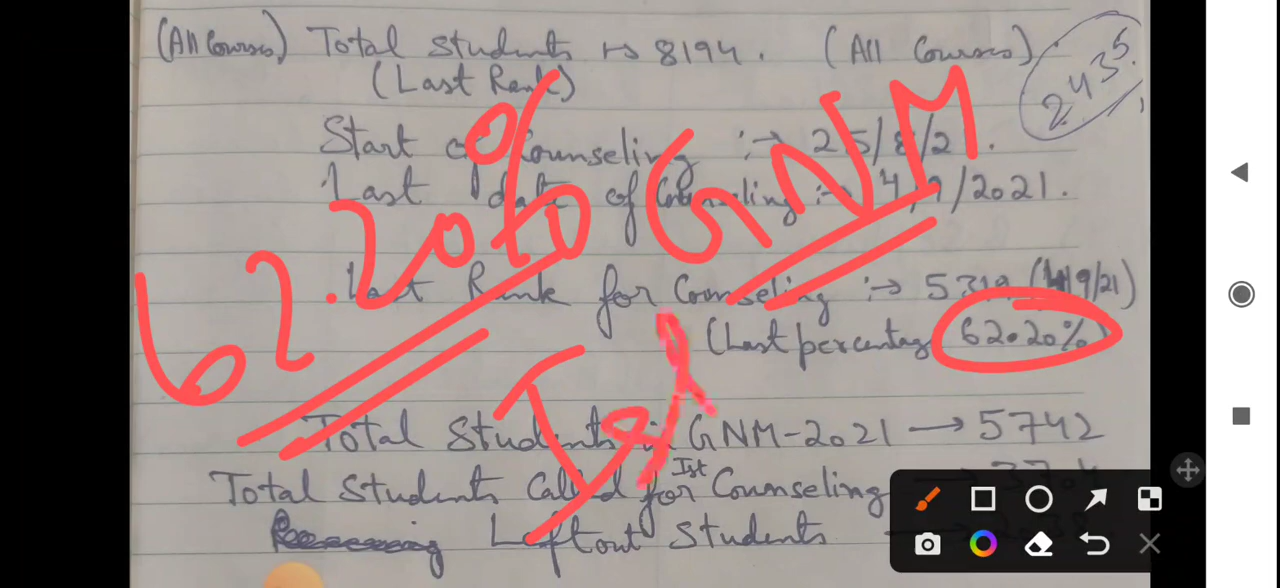 (All Courses) Total Students → 8194. (All Courses)
(Last Rank)
2435.
Start of Counseling :→ 25/8/21.
Last date of Counseling :→ 4/9/2021.
62.20% GNM
Last Rank for Counseling :→ (4/9/21)
(Last percentage 62.20%)
Ist
Total Students in GNM-2021 → 5742
Total Students Called for Ist Counseling
Leftout Students